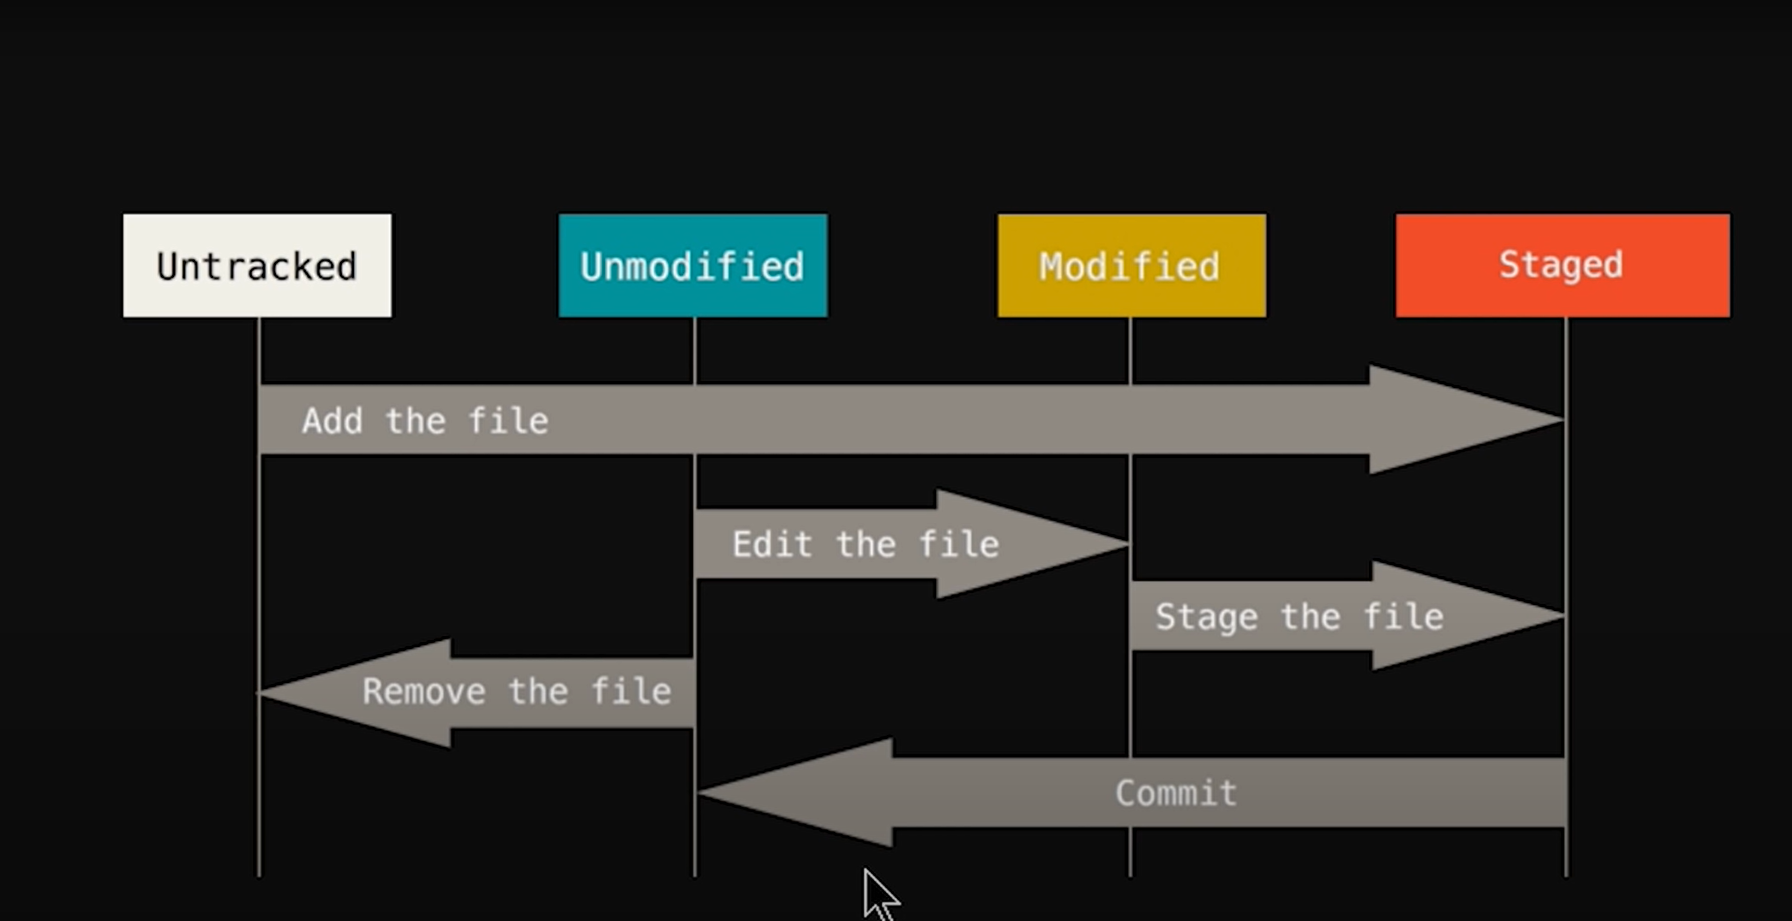 Untracked
Unmodified
Modified
Staged
Add the file
Edit the file
Stage the file
Remove the file
Commit